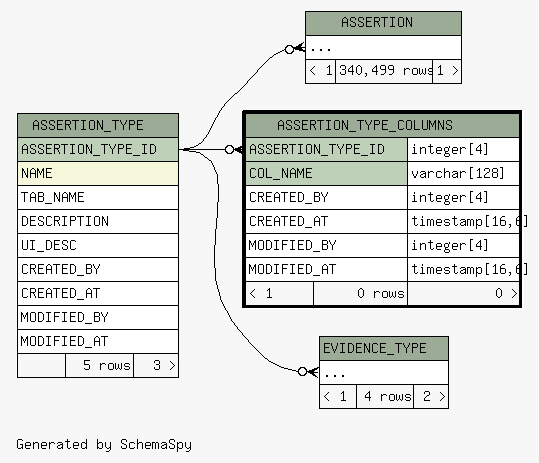 ASSERTION
...
< 1 340,499 rows 1 >
ASSERTION_TYPE
ASSERTION_TYPE_ID
NAME
TAB_NAME
DESCRIPTION
UI_DESC
CREATED_BY
CREATED_AT
MODIFIED_BY
MODIFIED_AT
5 rows 3 >
ASSERTION_TYPE_COLUMNS
ASSERTION_TYPE_ID integer[4]
COL_NAME varchar[128]
CREATED_BY integer[4]
CREATED_AT timestamp[16,6]
MODIFIED_BY integer[4]
MODIFIED_AT timestamp[16,6]
< 1 0 rows 0 >
EVIDENCE_TYPE
...
< 1 4 rows 2 >
Generated by SchemaSpy